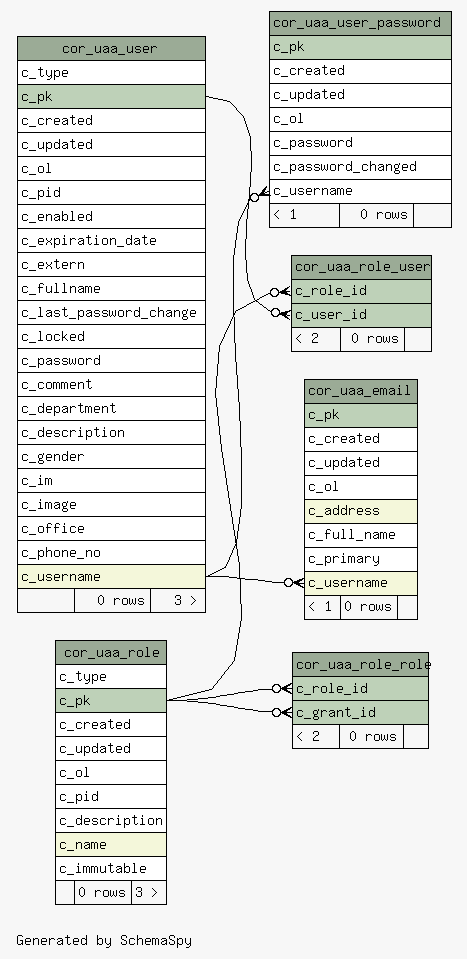 cor_uaa_user
c_type
c_pk
c_created
c_updated
c_ol
c_pid
c_enabled
c_expiration_date
c_extern
c_fullname
c_last_password_change
c_locked
c_password
c_comment
c_department
c_description
c_gender
c_im
c_image
c_office
c_phone_no
c_username
0 rows 3 >
cor_uaa_user_password
c_pk
c_created
c_updated
c_ol
c_password
c_password_changed
c_username
< 1 0 rows
cor_uaa_role_user
c_role_id
c_user_id
< 2 0 rows
cor_uaa_email
c_pk
c_created
c_updated
c_ol
c_address
c_full_name
c_primary
c_username
< 1 0 rows
cor_uaa_role
c_type
c_pk
c_created
c_updated
c_ol
c_pid
c_description
c_name
c_immutable
0 rows 3 >
cor_uaa_role_role
c_role_id
c_grant_id
< 2 0 rows
Generated by SchemaSpy